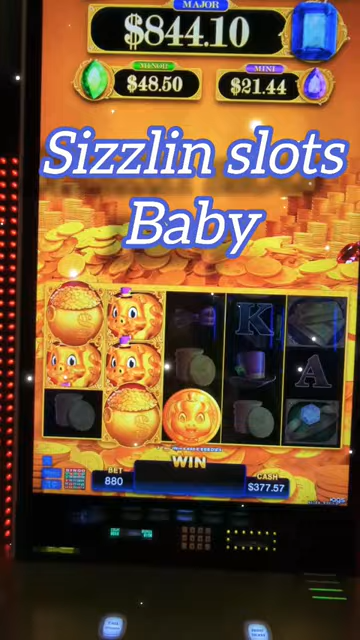 MAJOR
$844.10
MINOR
$48.50
MINI
$21.44
Sizzlin slots
Baby
K
A
WIN
BET
880
CASH
$377.57